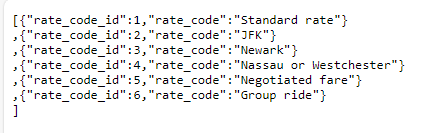 [{"rate_code_id":1,"rate_code":"Standard rate"}
,{"rate_code_id":2,"rate_code":"JFK"}
,{"rate_code_id":3,"rate_code":"Newark"}
,{"rate_code_id":4,"rate_code":"Nassau or Westchester"}
,{"rate_code_id":5,"rate_code":"Negotiated fare"}
,{"rate_code_id":6,"rate_code":"Group ride"}
]